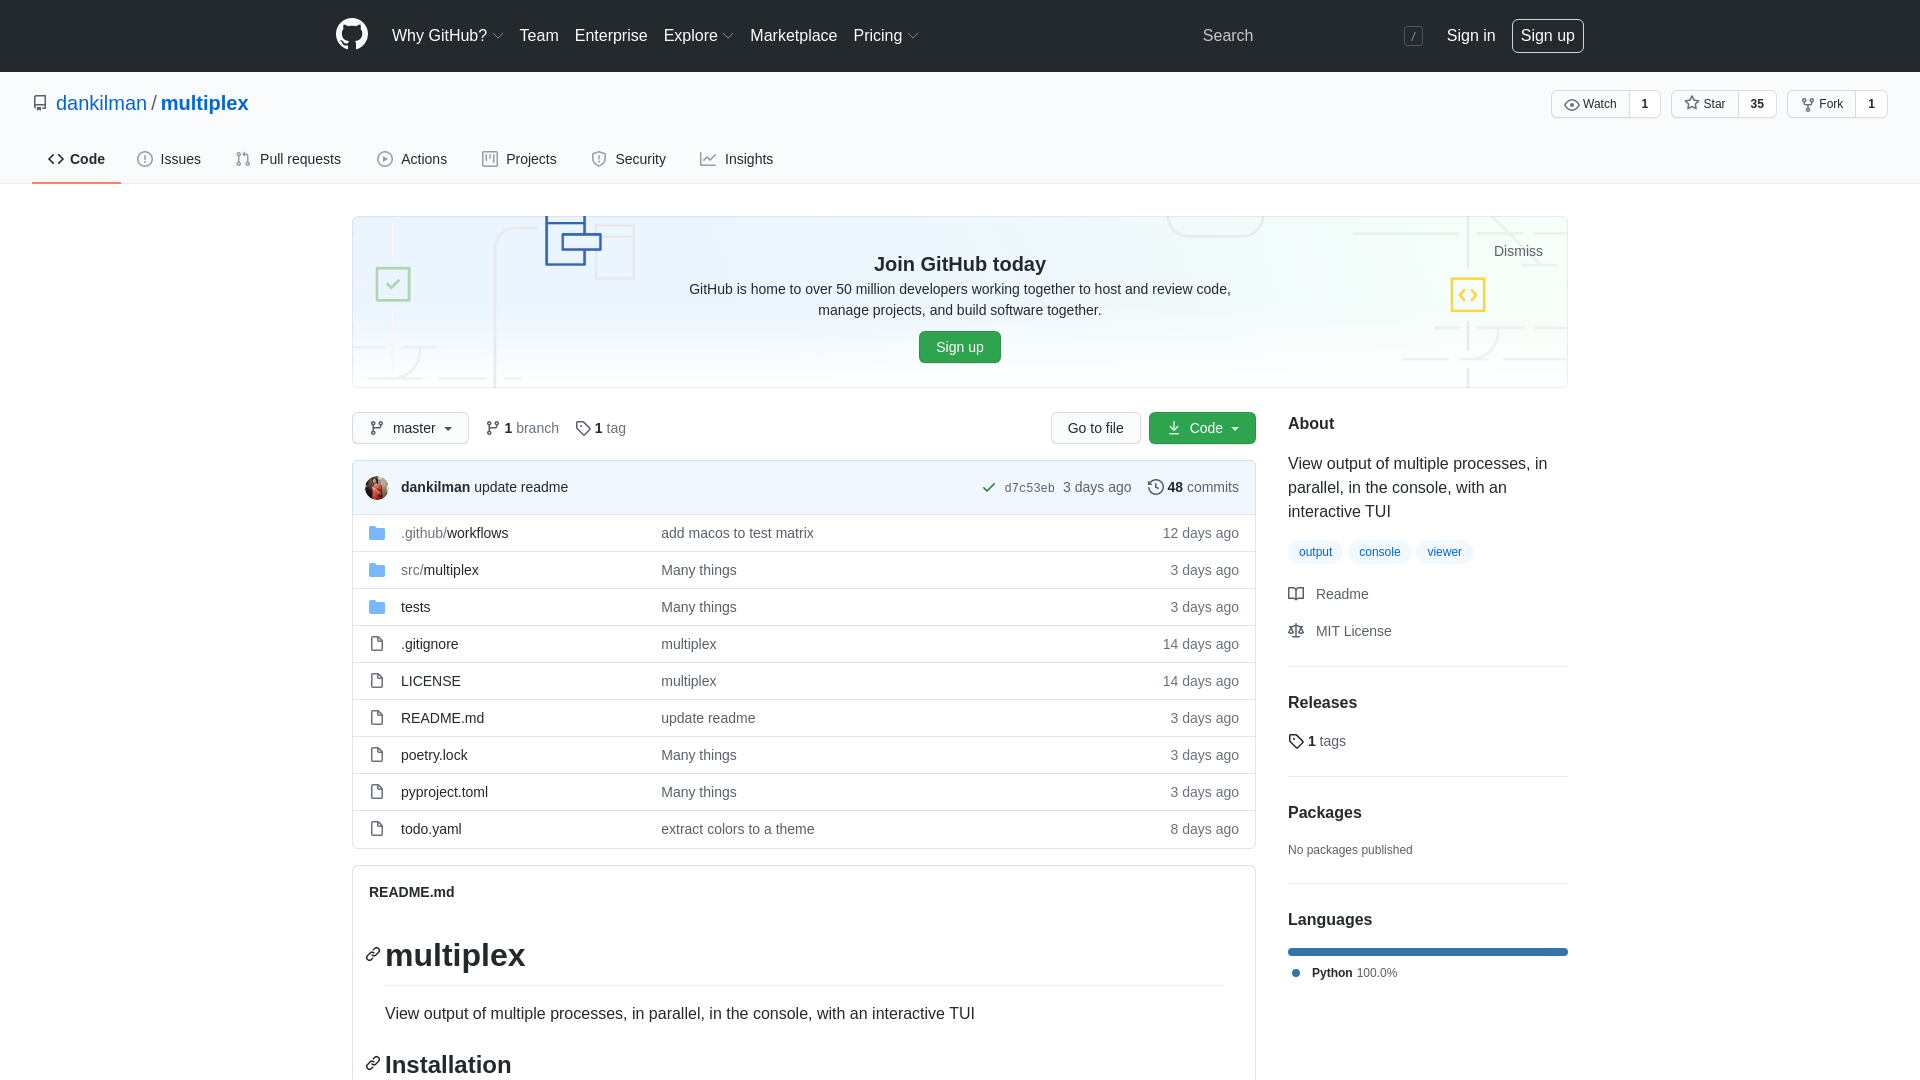 Why GitHub? Team Enterprise Explore Marketplace Pricing Search / Sign in Sign up
dankilman / multiplex Watch 1 Star 35 Fork 1
Code Issues Pull requests Actions Projects Security Insights
Dismiss
Join GitHub today
GitHub is home to over 50 million developers working together to host and review code,
manage projects, and build software together.
Sign up
master 1 branch 1 tag Go to file Code
dankilman update readme d7c53eb 3 days ago 48 commits
.github/workflows add macos to test matrix 12 days ago
src/multiplex Many things 3 days ago
tests Many things 3 days ago
.gitignore multiplex 14 days ago
LICENSE multiplex 14 days ago
README.md update readme 3 days ago
poetry.lock Many things 3 days ago
pyproject.toml Many things 3 days ago
todo.yaml extract colors to a theme 8 days ago
README.md
multiplex
View output of multiple processes, in parallel, in the console, with an interactive TUI
Installation
About
View output of multiple processes, in
parallel, in the console, with an
interactive TUI
output console viewer
Readme
MIT License
Releases
1 tags
Packages
No packages published
Languages
Python 100.0%